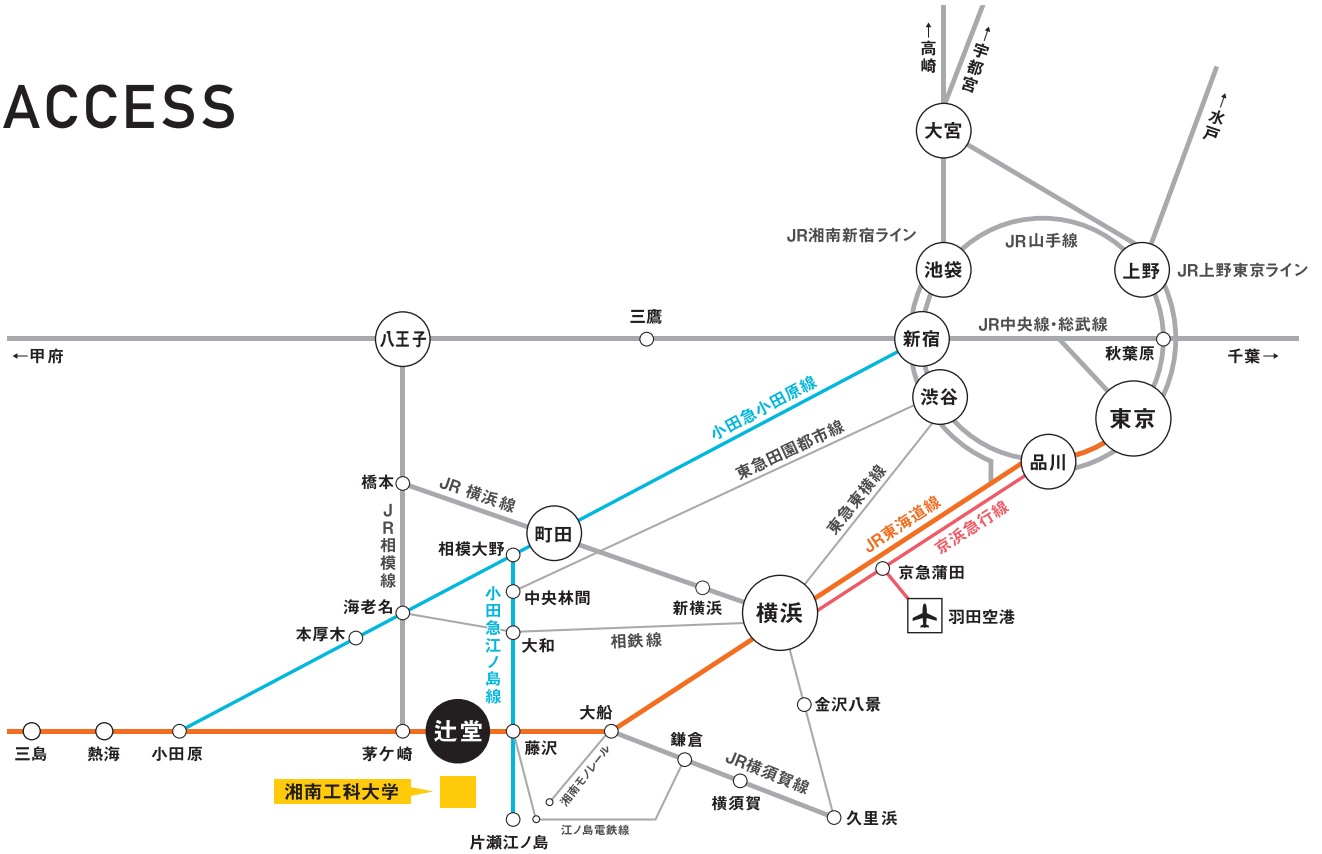 ACCESS
↑高崎
↑宇都宮
↑水戸
大宮
JR湘南新宿ライン
池袋
JR山手線
上野
JR上野東京ライン
←甲府
八王子
三鷹
新宿
JR中央線・総武線
秋葉原
千葉→
小田急小田原線
渋谷
東京
東急田園都市線
品川
橋本
JR横浜線
JR相模線
東急東横線
JR東海道線
京浜急行線
町田
相模大野
京急蒲田
羽田空港
海老名
小田急江ノ島線
中央林間
新横浜
横浜
本厚木
大和
相鉄線
金沢八景
三島
熱海
小田原
茅ケ崎
辻堂
藤沢
大船
鎌倉
湘南モノレール
JR横須賀線
横須賀
久里浜
湘南工科大学
片瀬江ノ島
江ノ島電鉄線